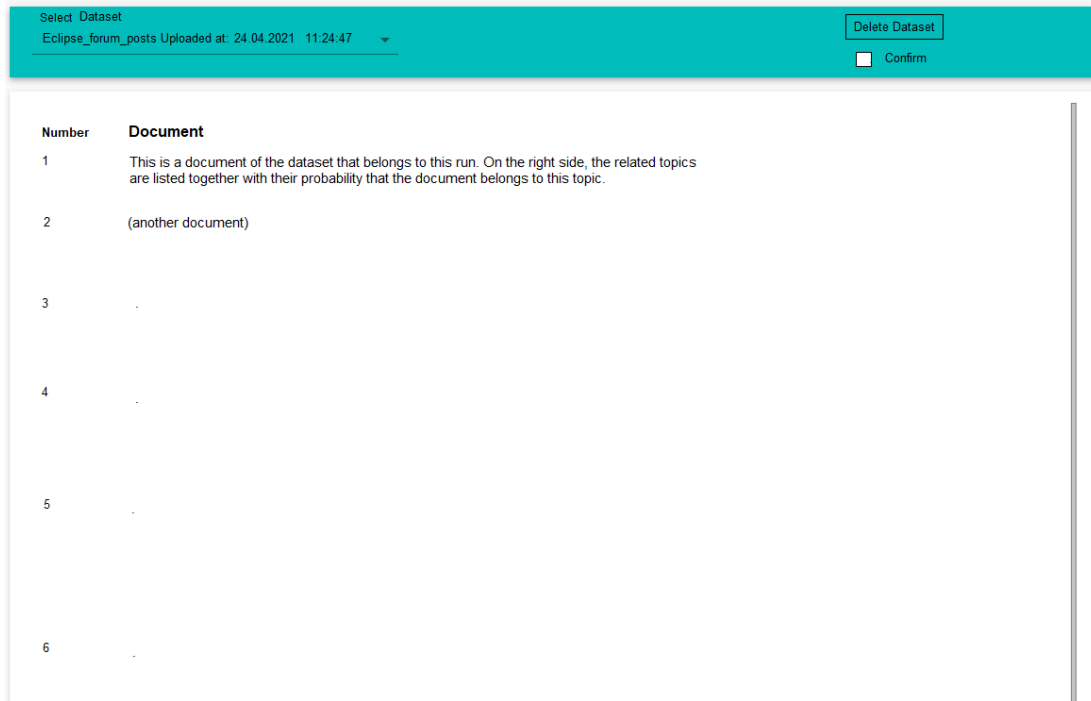 Select Dataset
Eclipse_forum_posts Uploaded at: 24.04.2021 11:24:47
Delete Dataset
Confirm
Number Document
1 This is a document of the dataset that belongs to this run. On the right side, the related topics
are listed together with their probability that the document belongs to this topic.
2 (another document)
3 .
4 .
5 .
6 .